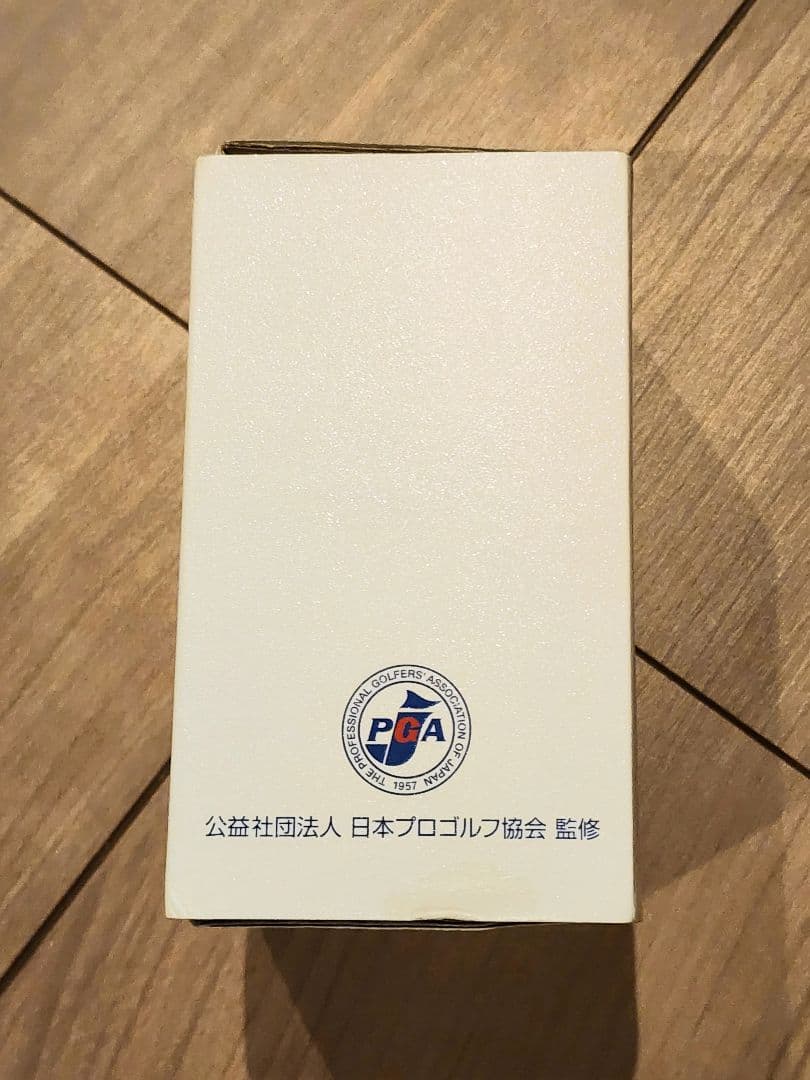 THE PROFESSIONAL GOLFERS' ASSOCIATION OF JAPAN
PGA
1957
公益社団法人 日本プロゴルフ協会 監修